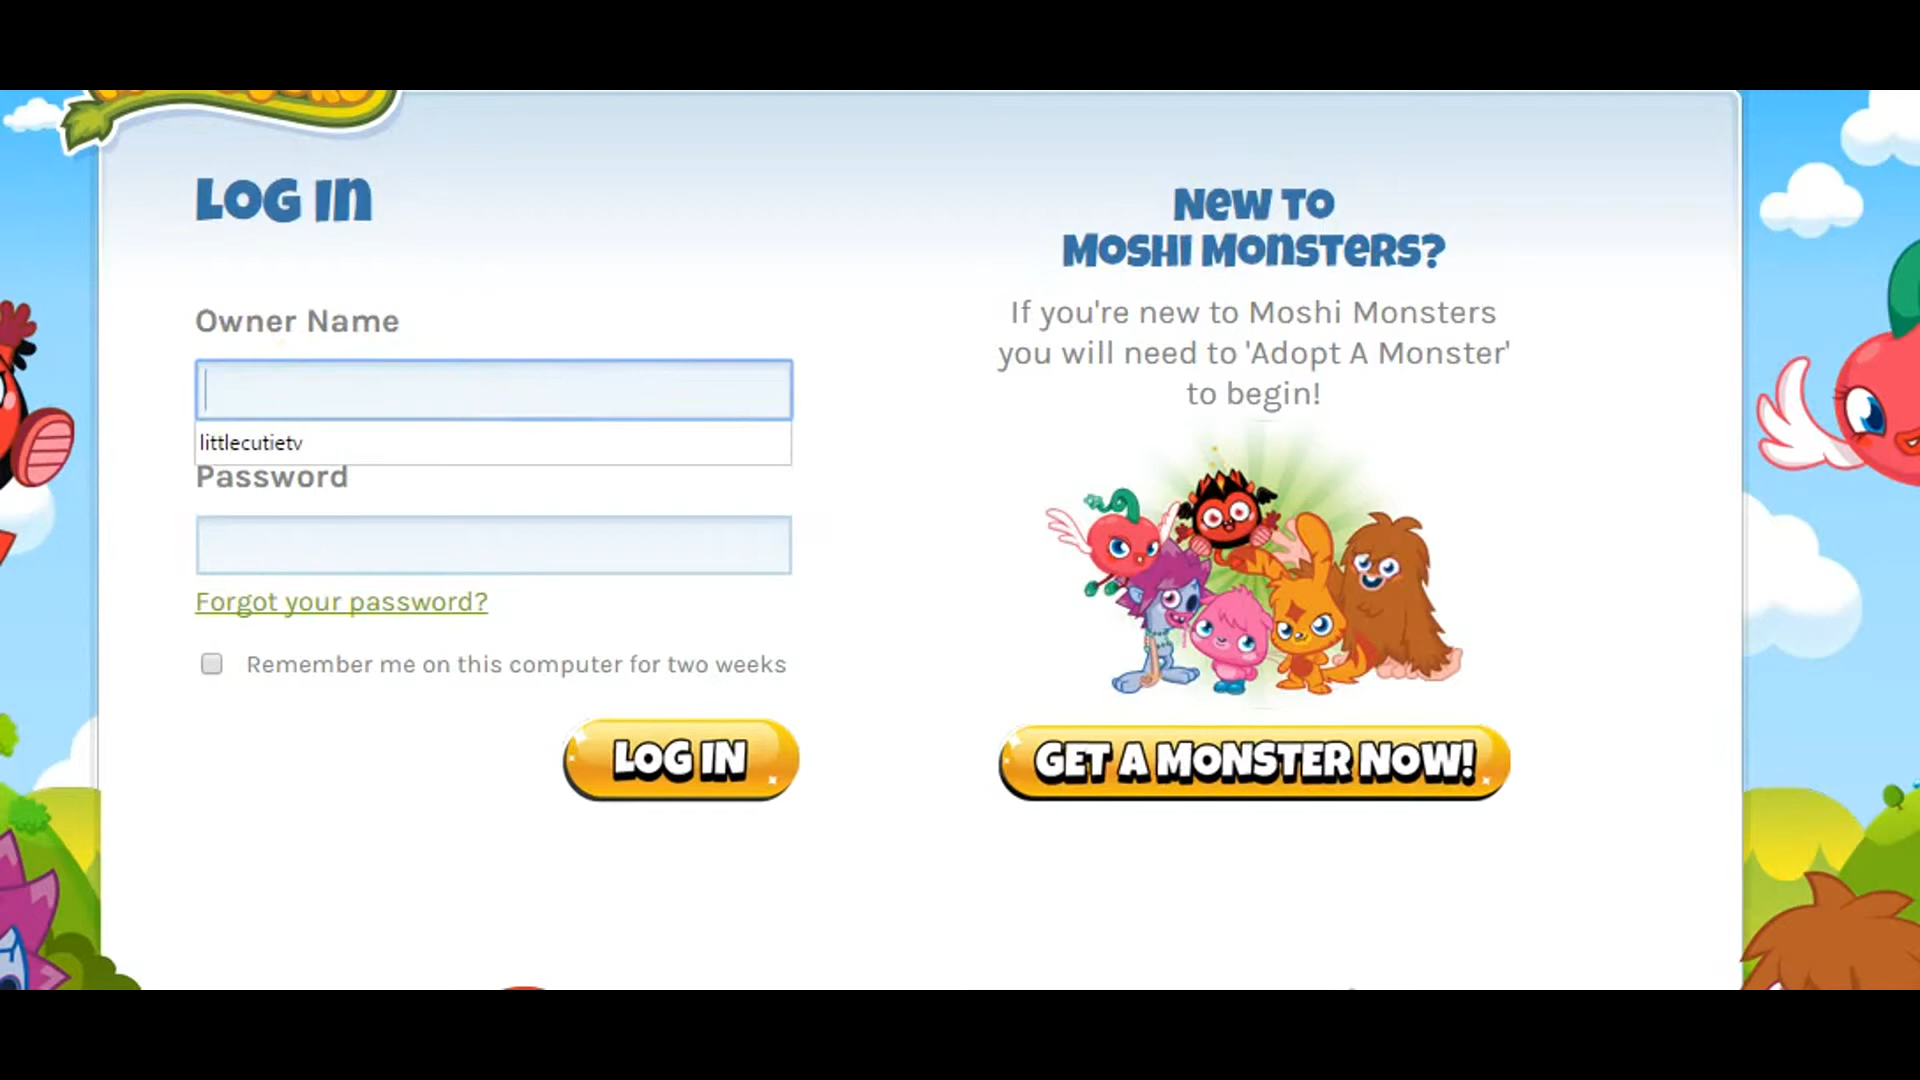 LOG IN
Owner Name
littlecutietv
Password
Forgot your password?
Remember me on this computer for two weeks
LOG IN
NEW TO
MOSHI MONSTERS?
If you're new to Moshi Monsters
you will need to 'Adopt A Monster'
to begin!
GET A MONSTER NOW!